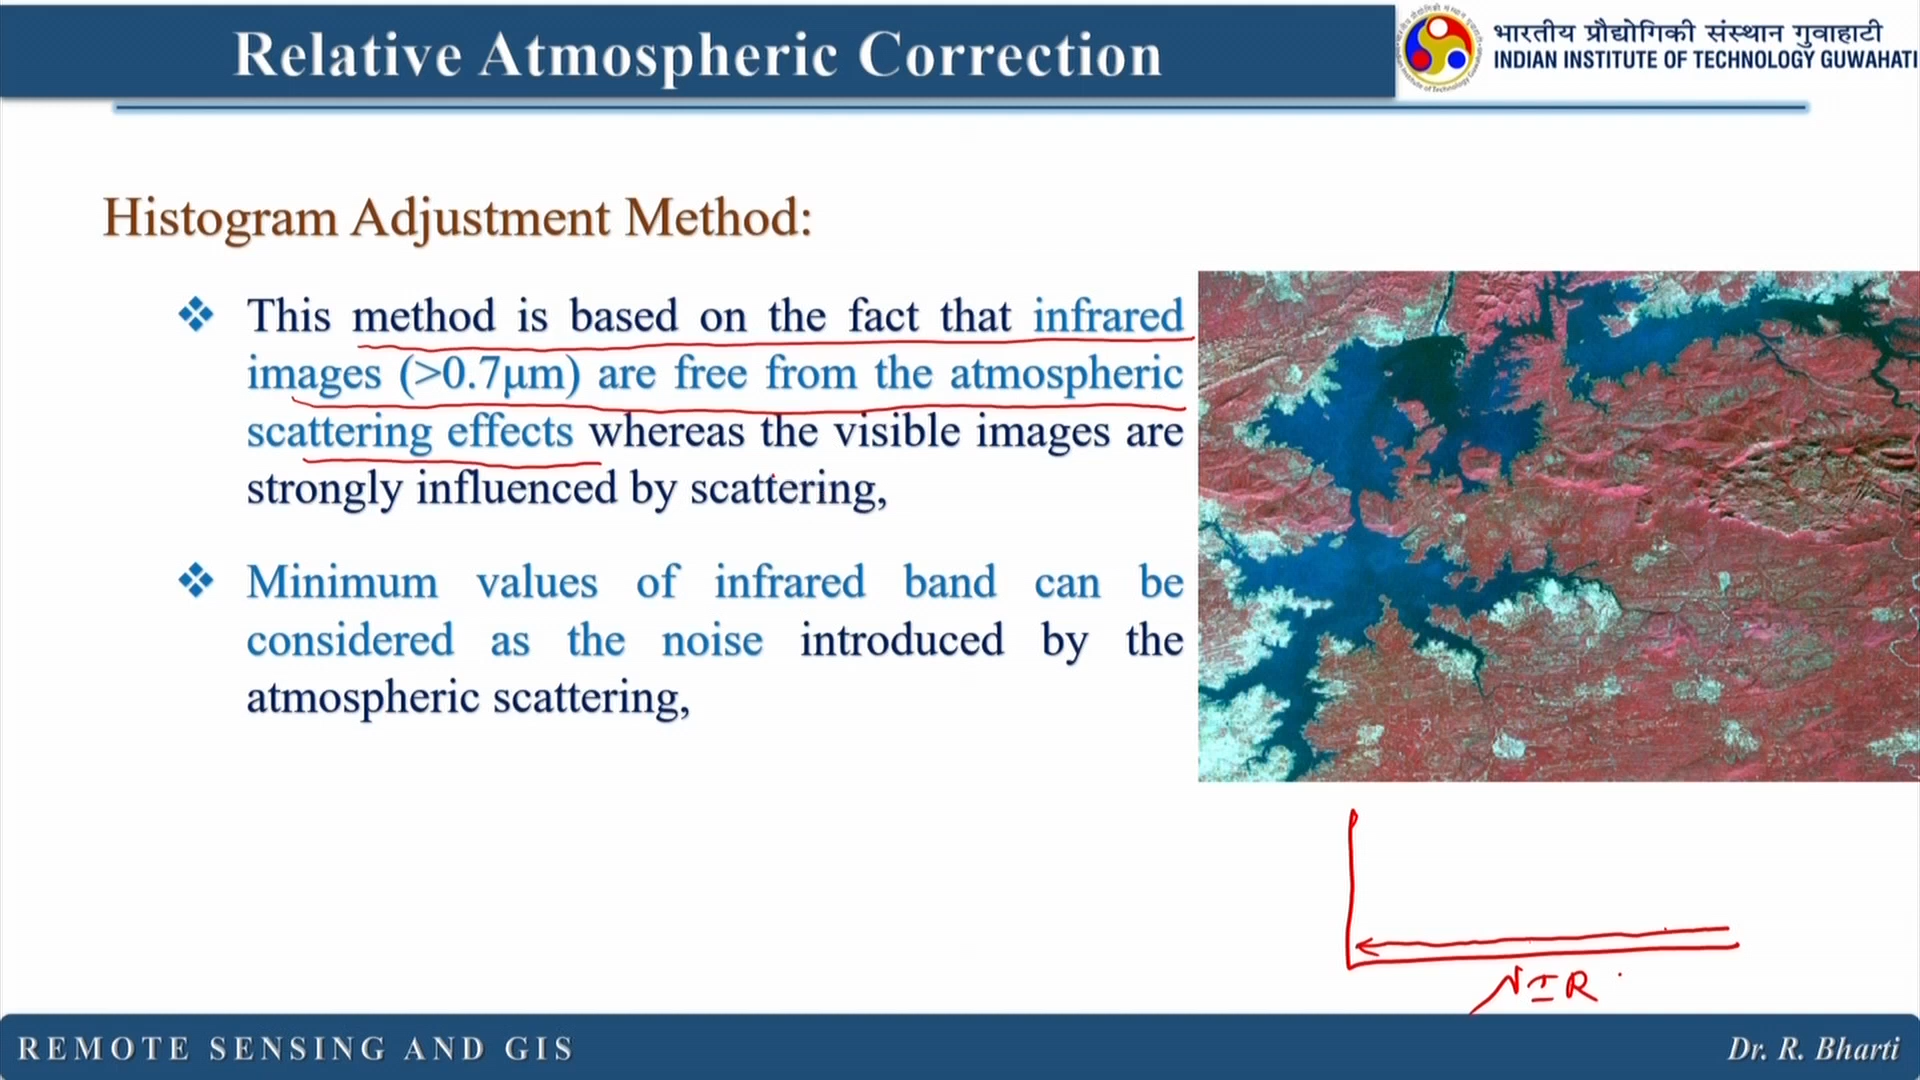 Relative Atmospheric Correction
भारतीय प्रौद्योगिकी संस्थान गुवाहाटी
INDIAN INSTITUTE OF TECHNOLOGY GUWAHATI
Histogram Adjustment Method:
❖ This method is based on the fact that infrared
images (>0.7μm) are free from the atmospheric
scattering effects whereas the visible images are
strongly influenced by scattering,
❖ Minimum values of infrared band can be
considered as the noise introduced by the
atmospheric scattering,
NIR
REMOTE SENSING AND GIS
Dr. R. Bharti